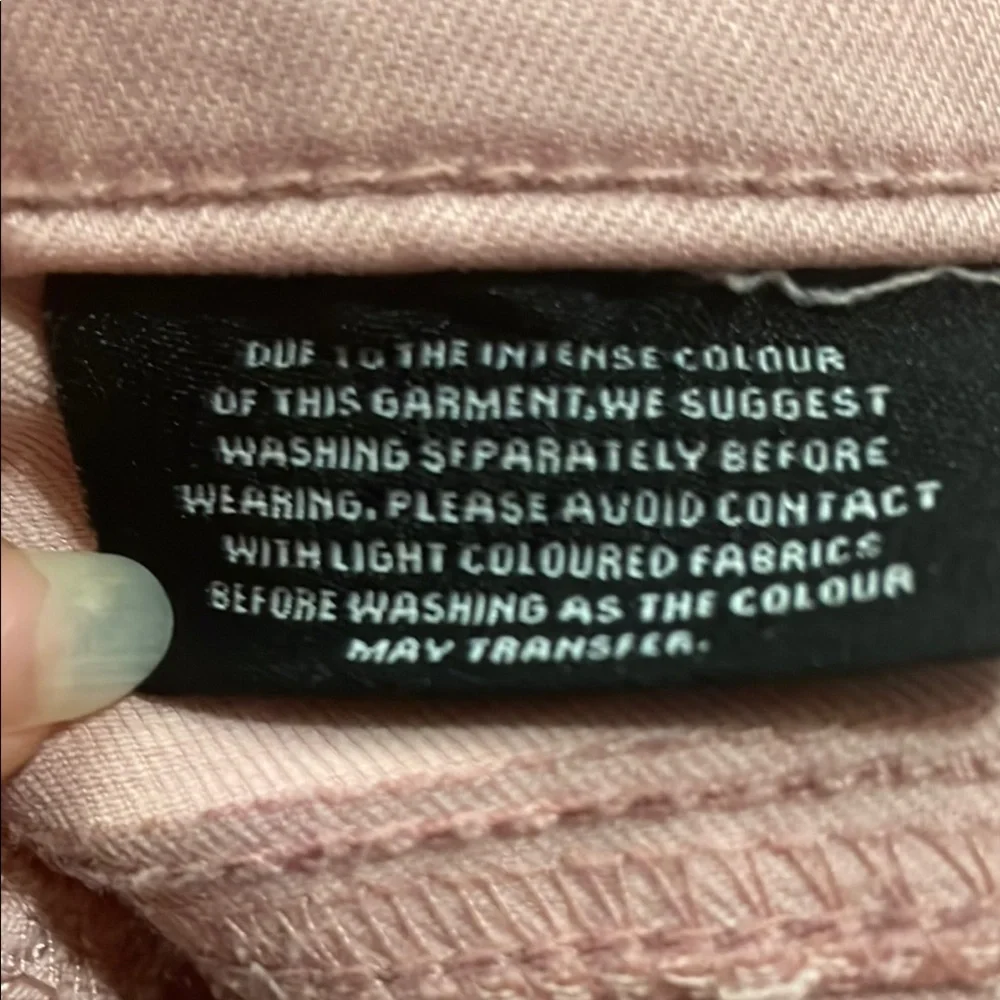 DUE TO THE INTENSE COLOUR
OF THIS GARMENT,WE SUGGEST
WASHING SEPARATELY BEFORE
WEARING. PLEASE AVOID CONTACT
WITH LIGHT COLOURED FABRICS
BEFORE WASHING AS THE COLOUR
MAY TRANSFER.